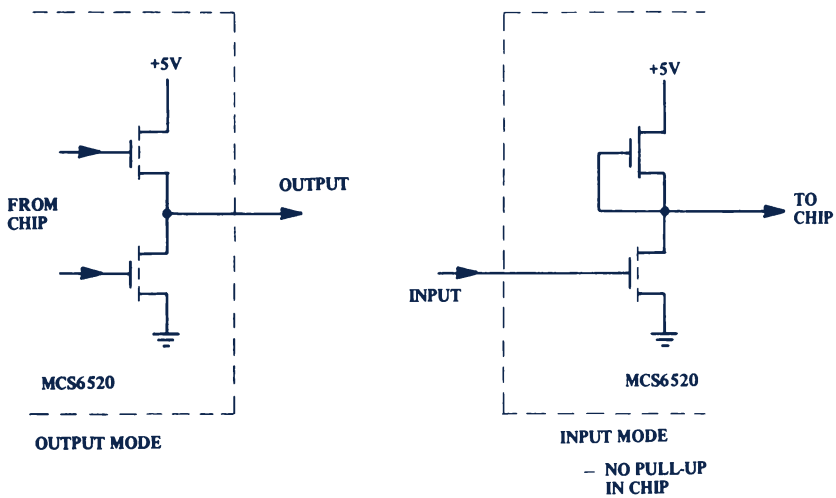 +5V
OUTPUT
FROM
CHIP
MCS6520
OUTPUT MODE
+5V
TO
CHIP
INPUT
MCS6520
INPUT MODE
– NO PULL-UP
IN CHIP